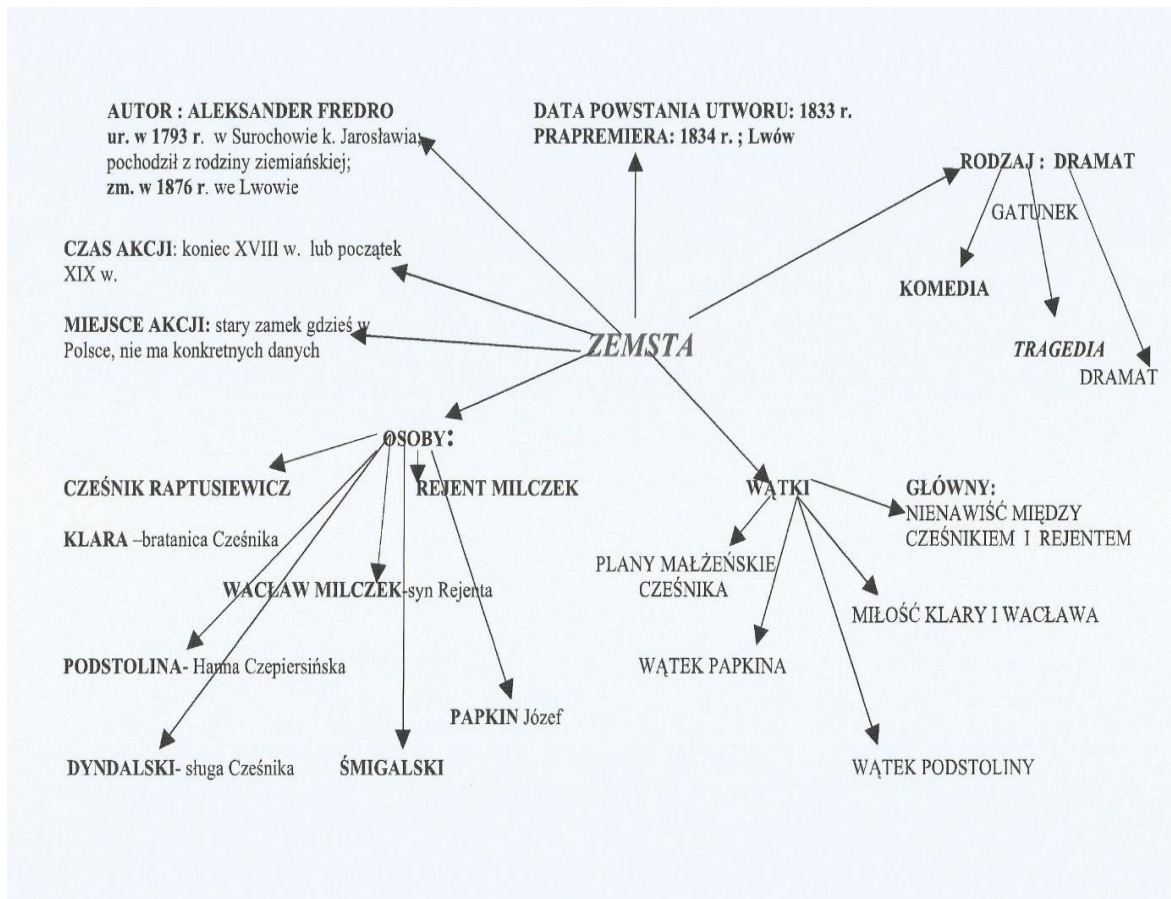 AUTOR : ALEKSANDER FREDRO
ur. w 1793 r. w Surochowie k. Jarosławia;
pochodził z rodziny ziemiańskiej;
zm. w 1876 r. we Lwowie
DATA POWSTANIA UTWORU: 1833 r.
PRAPREMIERA: 1834 r. ; Lwów
RODZAJ : DRAMAT
GATUNEK
KOMEDIA
TRAGEDIA
DRAMAT
CZAS AKCJI: koniec XVIII w. lub początek
XIX w.
MIEJSCE AKCJI: stary zamek gdzieś w
Polsce, nie ma konkretnych danych
ZEMSTA
OSOBY:
CZEŚNIK RAPTUSIEWICZ
REJENT MILCZEK
KLARA –bratanica Cześnika
WACŁAW MILCZEK-syn Rejenta
PODSTOLINA- Hanna Czepiersińska
PAPKIN Józef
DYNDALSKI- sługa Cześnika
ŚMIGALSKI
WĄTKI
GŁÓWNY:
NIENAWIŚĆ MIĘDZY
CZEŚNIKIEM I REJENTEM
PLANY MAŁŻEŃSKIE
CZEŚNIKA
MIŁOŚĆ KLARY I WACŁAWA
WĄTEK PAPKINA
WĄTEK PODSTOLINY